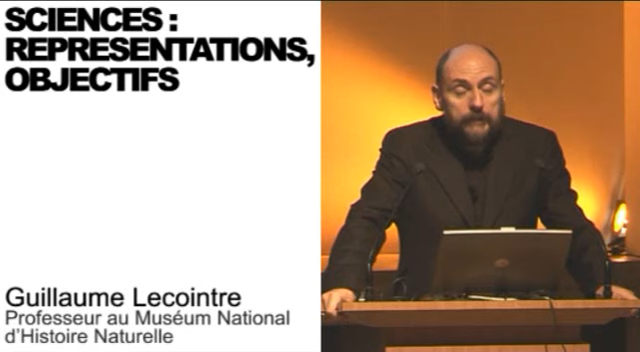 SCIENCES :
REPRESENTATIONS,
OBJECTIFS
Guillaume Lecointre
Professeur au Muséum National
d'Histoire Naturelle